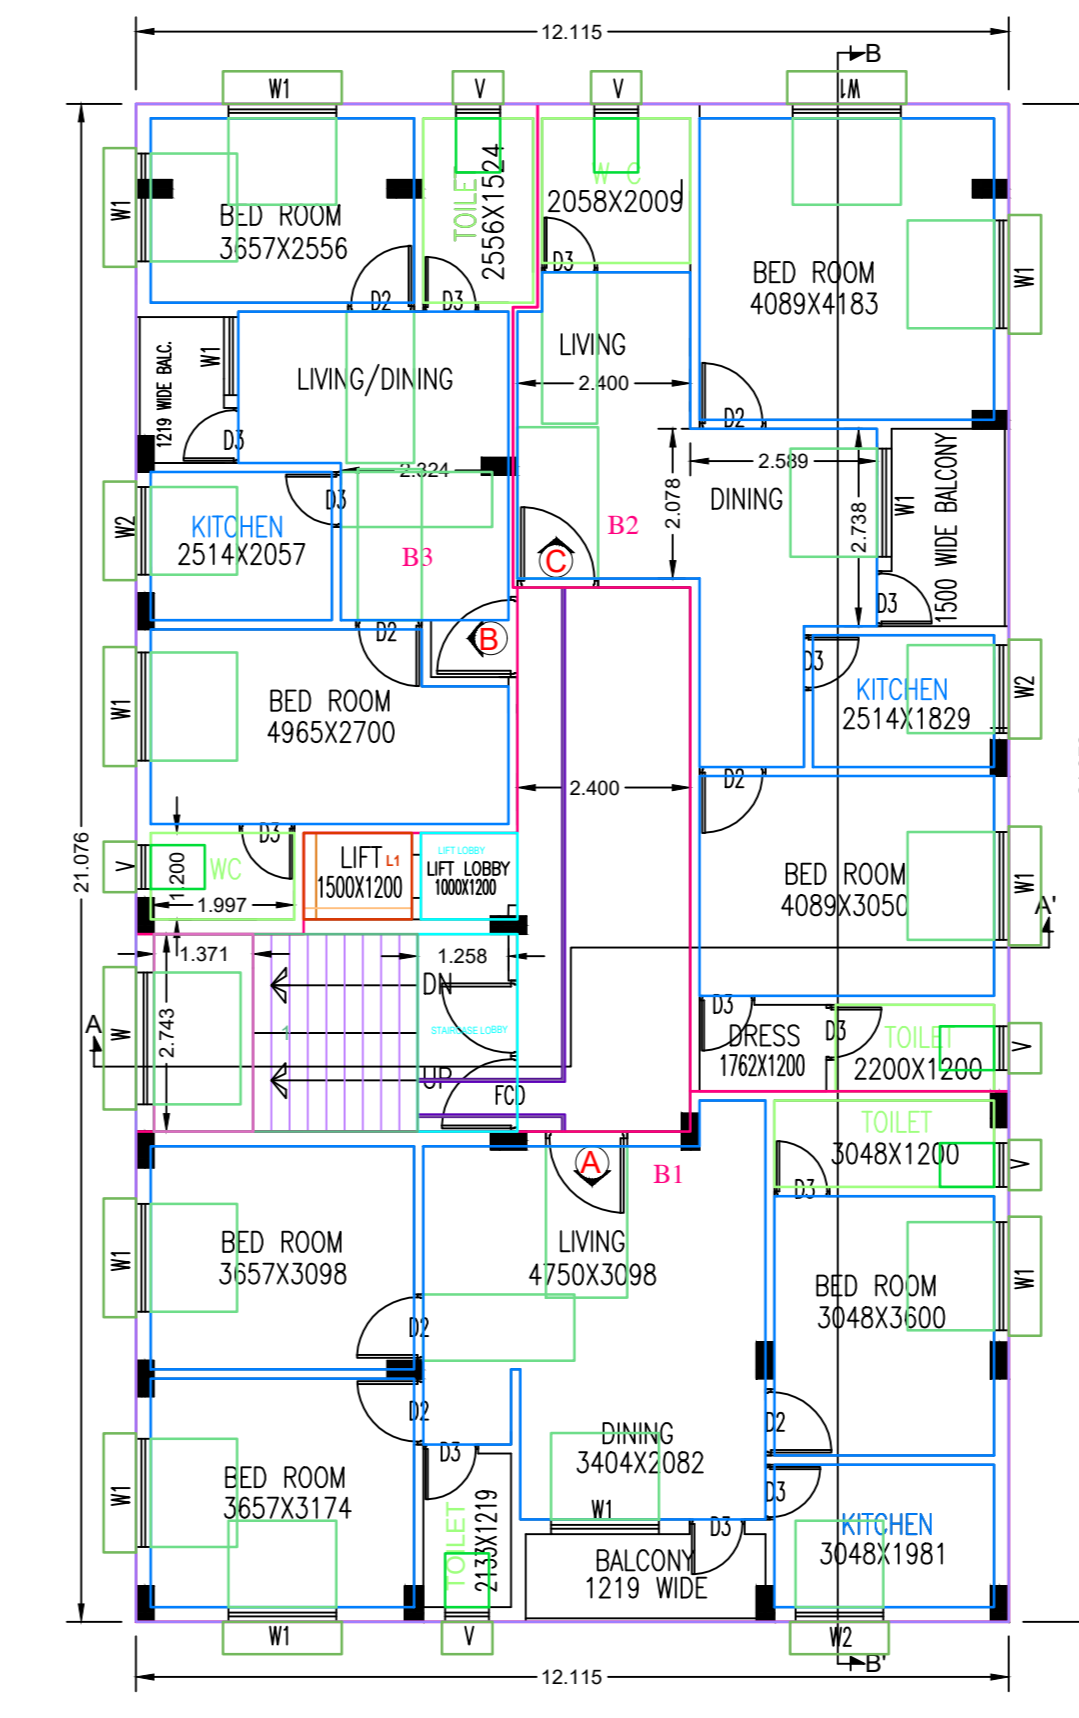 12.115
B
W1
V
V
W1
W1
BED ROOM
3657X2556
TOILET
2556X1524
W C
2058X2009
BED ROOM
4089X4183
W1
D2
D3
D3
LIVING
2.400
1219 WIDE BALC.
W1
LIVING/DINING
D3
D2
2.324
2.589
2.078
2.738
DINING
W1
1500 WIDE BALCONY
W2
KITCHEN
2514X2057
D3
B3
B2
C
D3
D2
B
D3
KITCHEN
2514X1829
W2
W1
BED ROOM
4965X2700
2.400
D2
21.076
D3
V
1.200
WC
1.997
LIFT L1
1500X1200
LIFT LOBBY
LIFT LOBBY
1000X1200
BED ROOM
4089X3050
W1
A'
1.371
1.258
DN
W
2.743
A
1
STAIRCASE LOBBY
UP
FCD
D3
DRESS
1762X1200
D3
TOILET
2200X1200
V
A
B1
TOILET
3048X1200
V
D3
W1
BED ROOM
3657X3098
LIVING
4750X3098
BED ROOM
3048X3600
W1
D2
D2
D2
W1
BED ROOM
3657X3174
D3
TOILET
2133X1219
DINING
3404X2082
W1
D3
D3
KITCHEN
3048X1981
BALCONY
1219 WIDE
W1
V
W2
B'
12.115